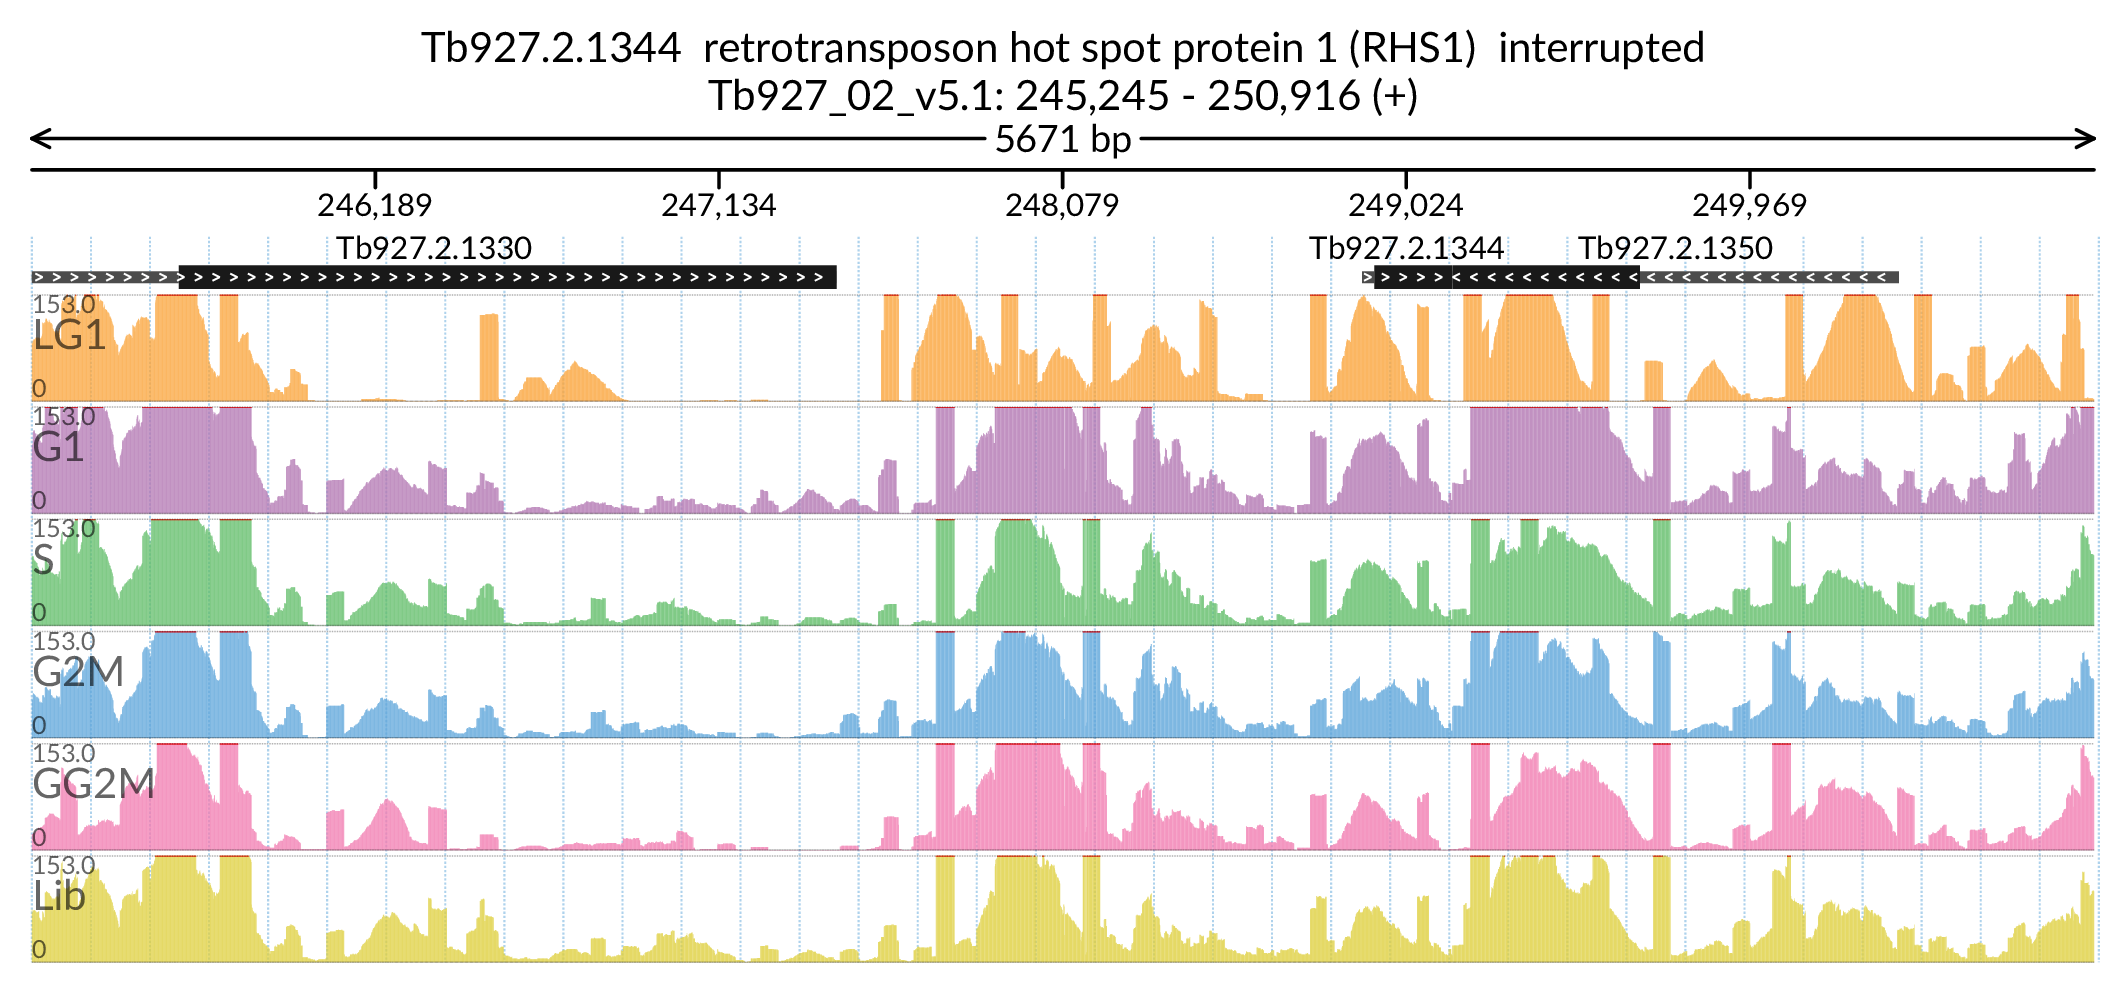 Tb927.2.1344 retrotransposon hot spot protein 1 (RHS1) interrupted
Tb927_02_v5.1: 245,245 - 250,916 (+)
5671 bp
246,189 247,134 248,079 249,024 249,969
Tb927.2.1330 Tb927.2.1344 Tb927.2.1350
153.0
LG1
0
153.0
G1
0
153.0
S
0
153.0
G2M
0
153.0
GG2M
0
153.0
Lib
0